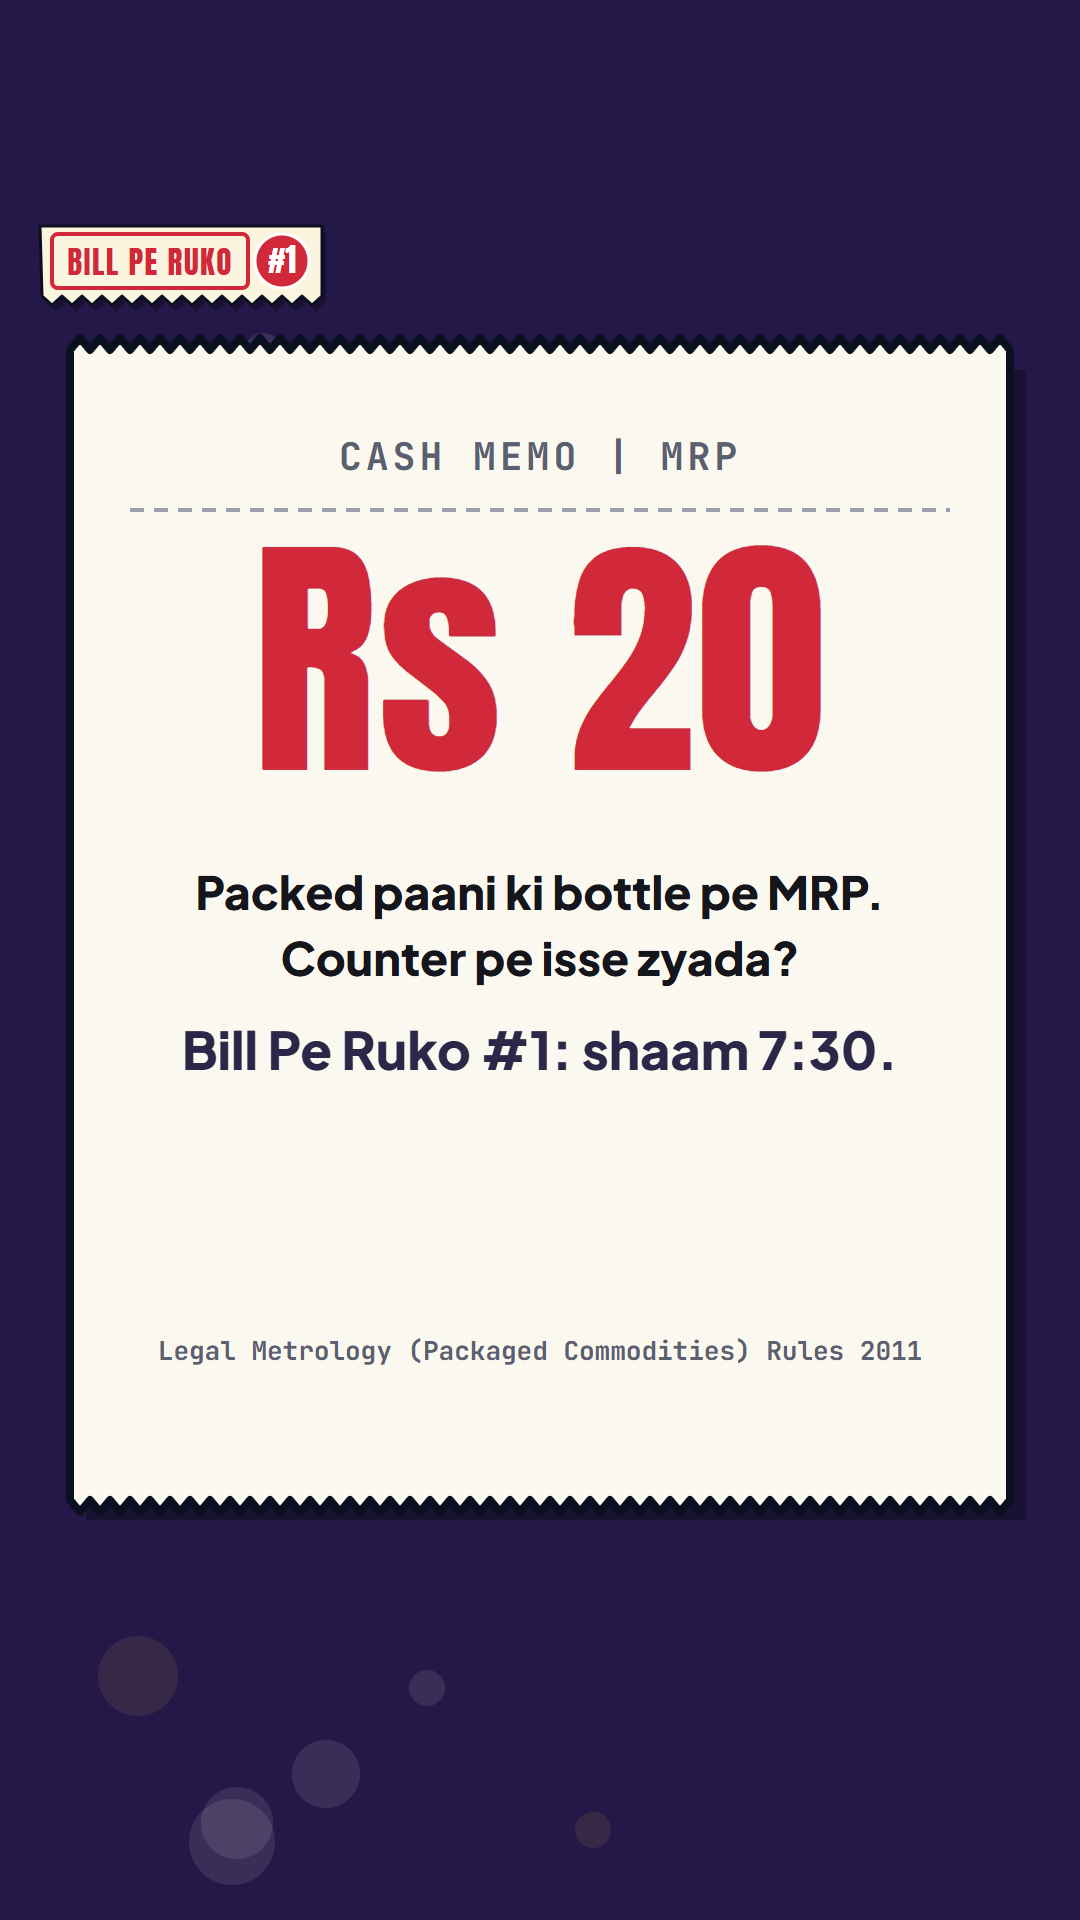 BILL PE RUKO #1
CASH MEMO | MRP
Rs 20
Packed paani ki bottle pe MRP.
Counter pe isse zyada?
Bill Pe Ruko #1: shaam 7:30.
Legal Metrology (Packaged Commodities) Rules 2011